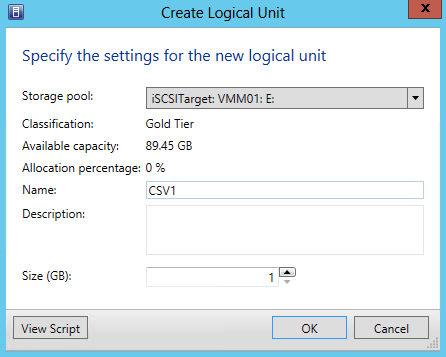 Create Logical Unit
x
Specify the settings for the new logical unit
Storage pool: iSCSITarget: VMM01: E:
Classification: Gold Tier
Available capacity: 89.45 GB
Allocation percentage: 0 %
Name: CSV1
Description:
Size (GB): 1
View Script OK Cancel